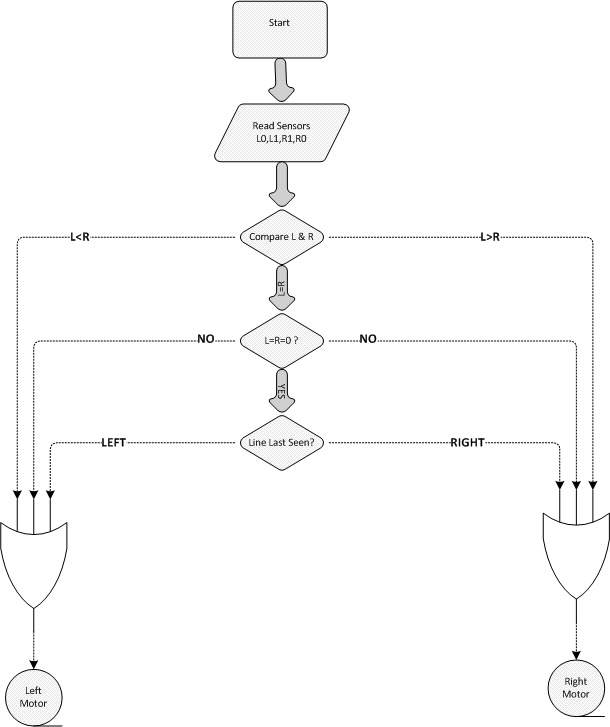 Start
Read Sensors
L0,L1,R1,R0
L<R
Compare L & R
L>R
L=R
NO
L=R=0 ?
NO
YES
LEFT
Line Last Seen?
RIGHT
Left
Motor
Right
Motor